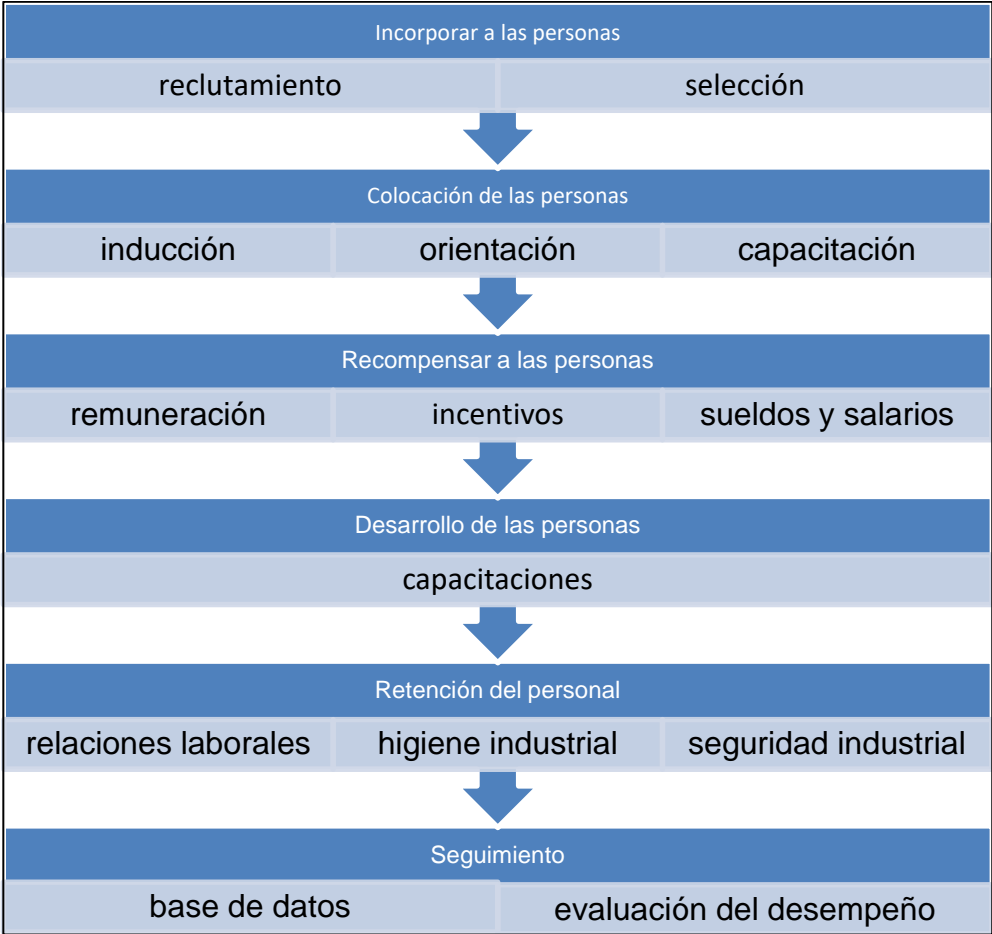 Incorporar a las personas
reclutamiento selección
Colocación de las personas
inducción orientación capacitación
Recompensar a las personas
remuneración incentivos sueldos y salarios
Desarrollo de las personas
capacitaciones
Retención del personal
relaciones laborales higiene industrial seguridad industrial
Seguimiento
base de datos evaluación del desempeño